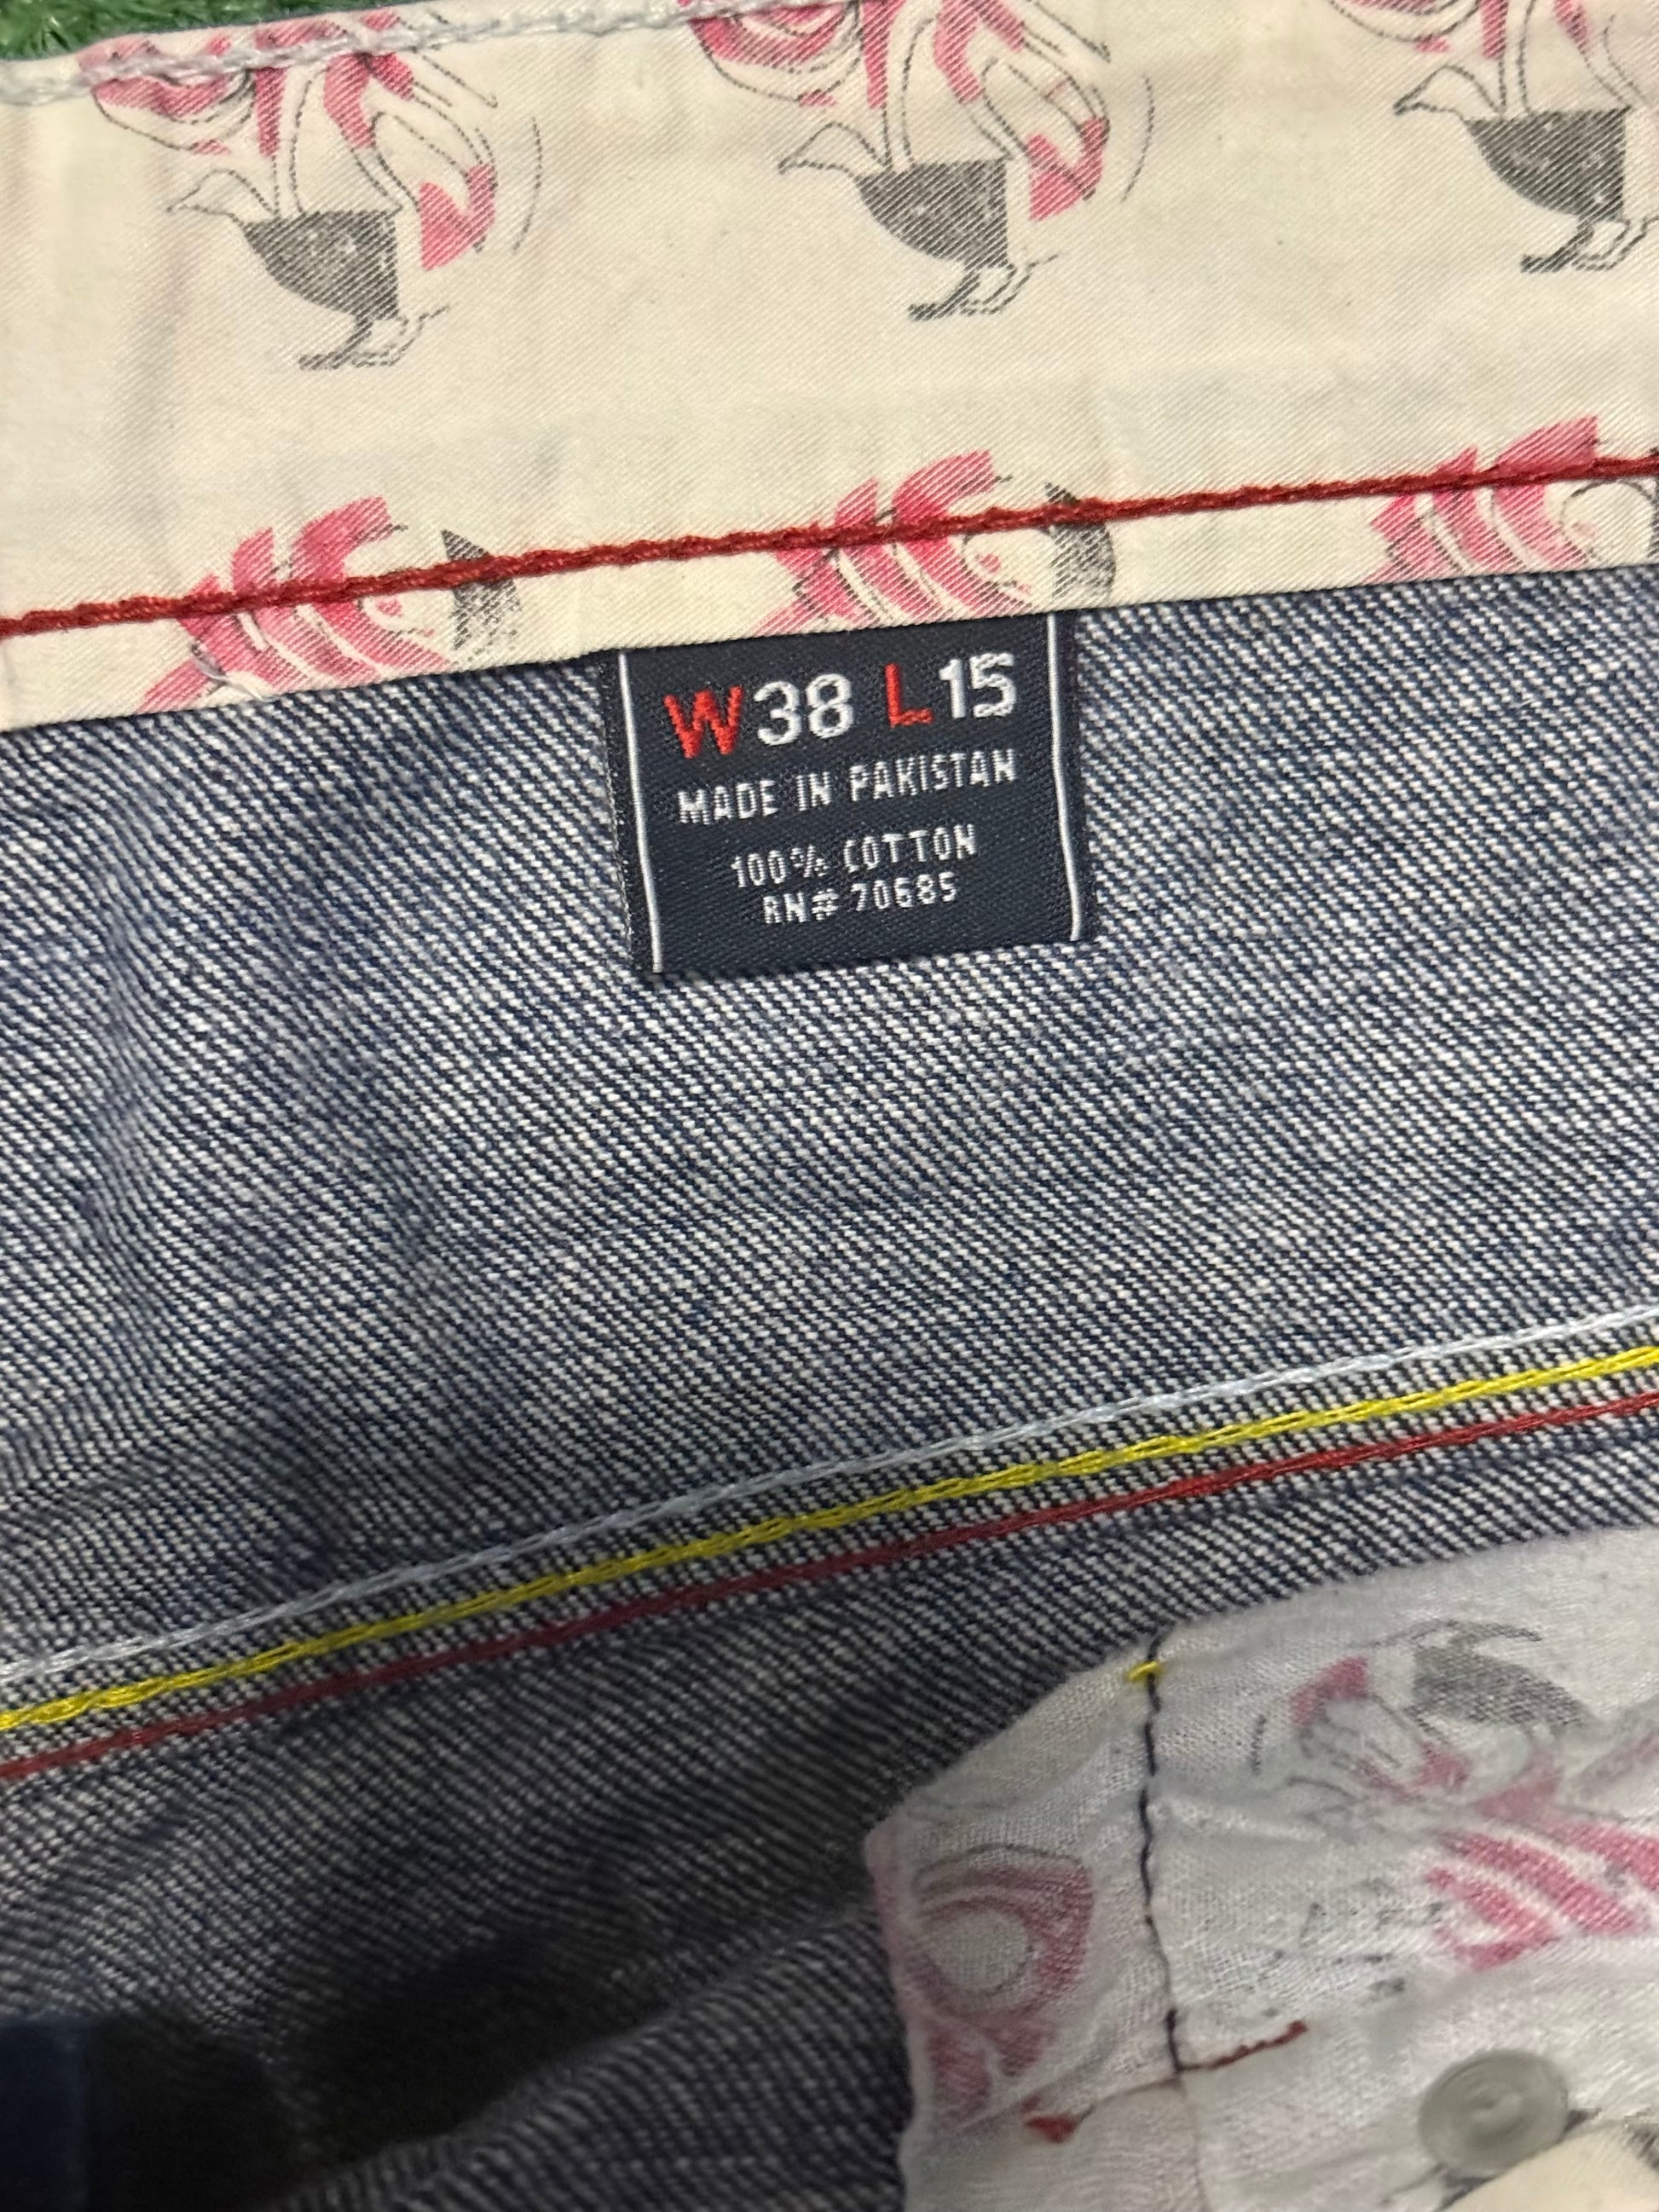 W38 L15
MADE IN PAKISTAN
100% COTTON
RN# 70685